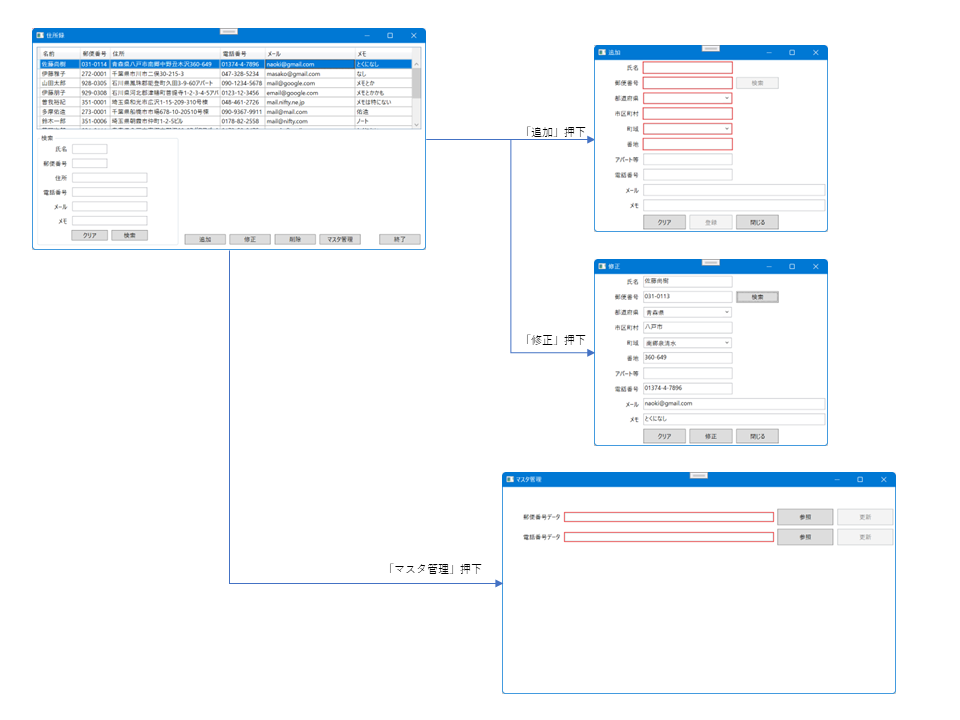 住所録
名前 郵便番号 住所 電話番号 メール メモ
佐藤尚樹 031-0114 青森県八戸市南郷中野並木沢360-649 01374-4-7896 naoki@gmail.com とくになし
伊藤雅子 272-0001 千葉県市川市二俣30-215-3 047-328-5234 masako@gmail.com なし
山田太郎 928-0305 石川県鳳珠郡能登町久田3-9-60アパート 090-1234-5678 mail@google.com メモとか
伊藤朋子 929-0308 石川県河北郡津幡町菩提寺1-2-3-4-5アパ 0123-12-3456 email@google.com メモとかかも
曽我裕記 351-0001 埼玉県和光市広沢1-15-209-310号棟 048-461-2726 mail.nifty.ne.jp メモは特にない
多摩佑造 273-0001 千葉県船橋市市場678-10-20510号棟 090-9367-9911 mail@mail.com 佑造
鈴木一郎 351-0006 埼玉県朝霞市仲町1-2-5ビル 0178-82-2558 mail@nifty.com ノート
検索
氏名
郵便番号
住所
電話番号
メール
メモ
クリア 検索
追加 修正 削除 マスタ管理 終了
「追加」押下
追加
氏名
郵便番号 検索
都道府県
市区町村
町域
番地
アパート等
電話番号
メール
メモ
クリア 登録 閉じる
「修正」押下
修正
氏名 佐藤尚樹
郵便番号 031-0113 検索
都道府県 青森県
市区町村 八戸市
町域 南郷泉清水
番地 360-649
アパート等
電話番号 01374-4-7896
メール naoki@gmail.com
メモ とくになし
クリア 修正 閉じる
「マスタ管理」押下
マスタ管理
郵便番号データ 参照 更新
電話番号データ 参照 更新